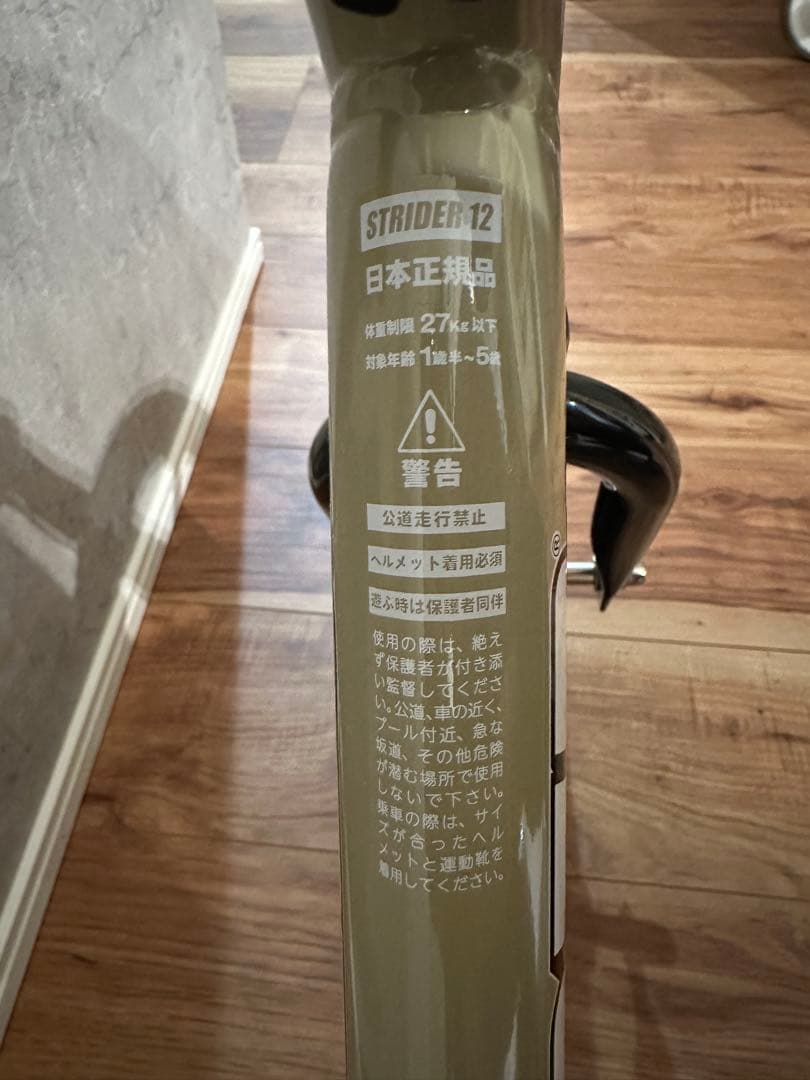 STRIDER 12
日本正規品
体重制限 27Kg以下
対象年齢 1歳半~5歳
警告
公道走行禁止
ヘルメット着用必須
遊ぶ時は保護者同伴
使用の際は、絶え
ず保護者が付き添
い監督してくださ
い。公道、車の近く、
プール付近、急な
坂道、その他危険
が潜む場所で使用
しないで下さい。
乗車の際は、サイ
ズが合ったヘル
メットと運動靴を
着用してください。
®